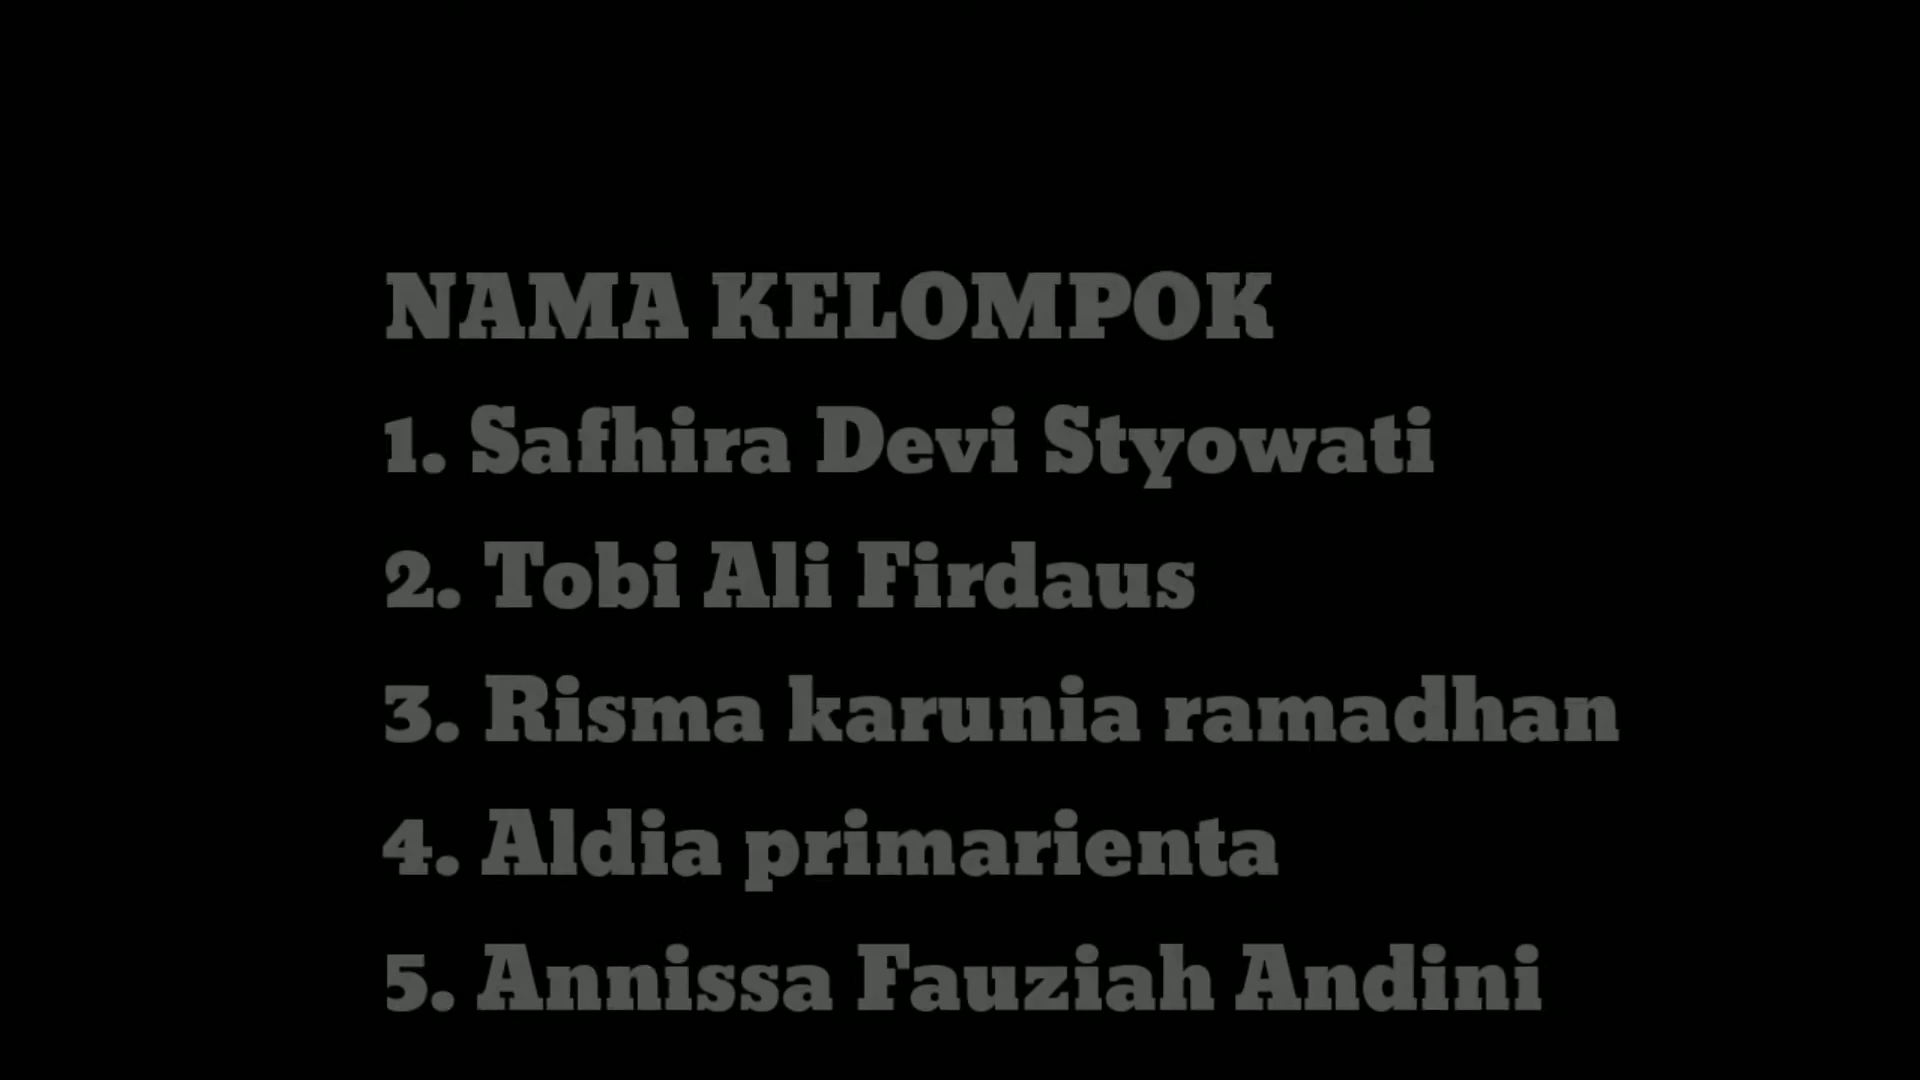 NAMA KELOMPOK
1. Safhira Devi Styowati
2. Tobi Ali Firdaus
3. Risma karunia ramadhan
4. Aldia primarienta
5. Annissa Fauziah Andini